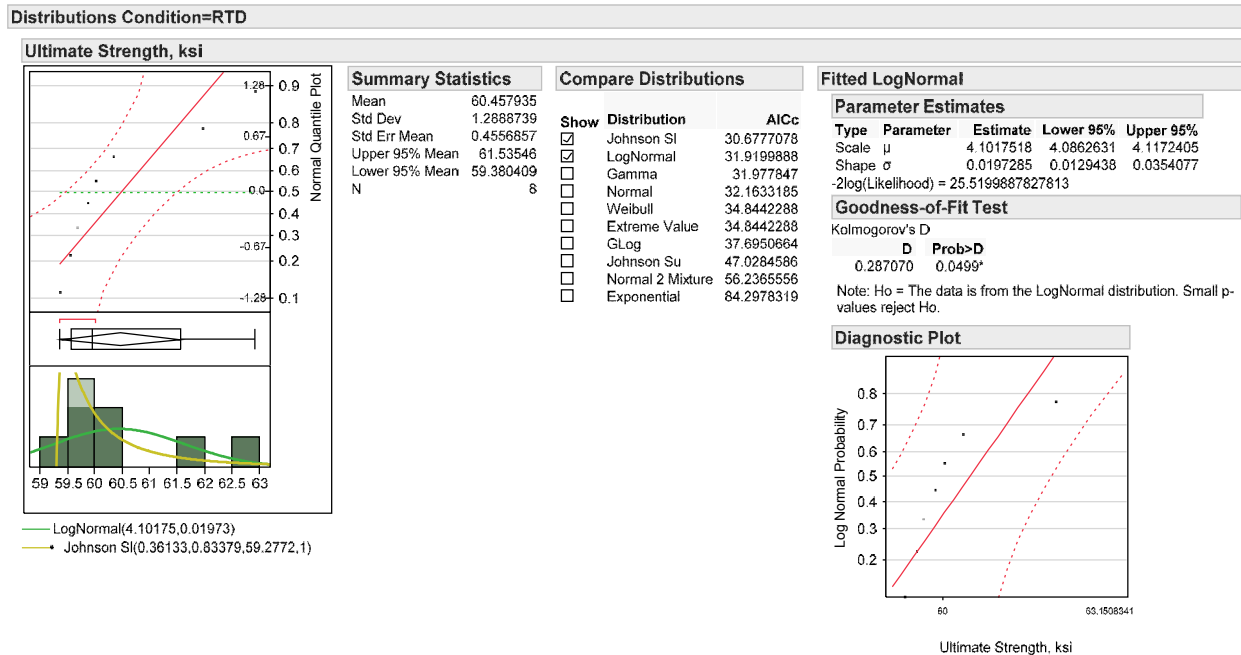 Distributions Condition=RTD
Ultimate Strength, ksi
1.28 0.9
0.8
0.67 0.7
0.6
0.0 0.5
0.4
0.3
-0.67 0.2
-1.28 0.1
Normal Quantile Plot
59 59.5 60 60.5 61 61.5 62 62.5 63
LogNormal(4.10175,0.01973)
Johnson Sl(0.36133,0.83379,59.2772,1)
Summary Statistics
Mean 60.457935
Std Dev 1.2888739
Std Err Mean 0.4556857
Upper 95% Mean 61.53546
Lower 95% Mean 59.380409
N 8
Compare Distributions
Show Distribution AICc
Johnson Sl 30.6777078
LogNormal 31.9199888
Gamma 31.977847
Normal 32.1633185
Weibull 34.8442288
Extreme Value 34.8442288
GLog 37.6950664
Johnson Su 47.0284586
Normal 2 Mixture 56.2365556
Exponential 84.2978319
Fitted LogNormal
Parameter Estimates
Type Parameter Estimate Lower 95% Upper 95%
Scale μ 4.1017518 4.0862631 4.1172405
Shape σ 0.0197285 0.0129438 0.0354077
-2log(Likelihood) = 25.5199887827813
Goodness-of-Fit Test
Kolmogorov's D
D Prob>D
0.287070 0.0499*
Note: Ho = The data is from the LogNormal distribution. Small p-
values reject Ho.
Diagnostic Plot
0.8
0.7
0.6
0.5
0.4
0.3
0.2
Log Normal Probability
60 63.1508341
Ultimate Strength, ksi